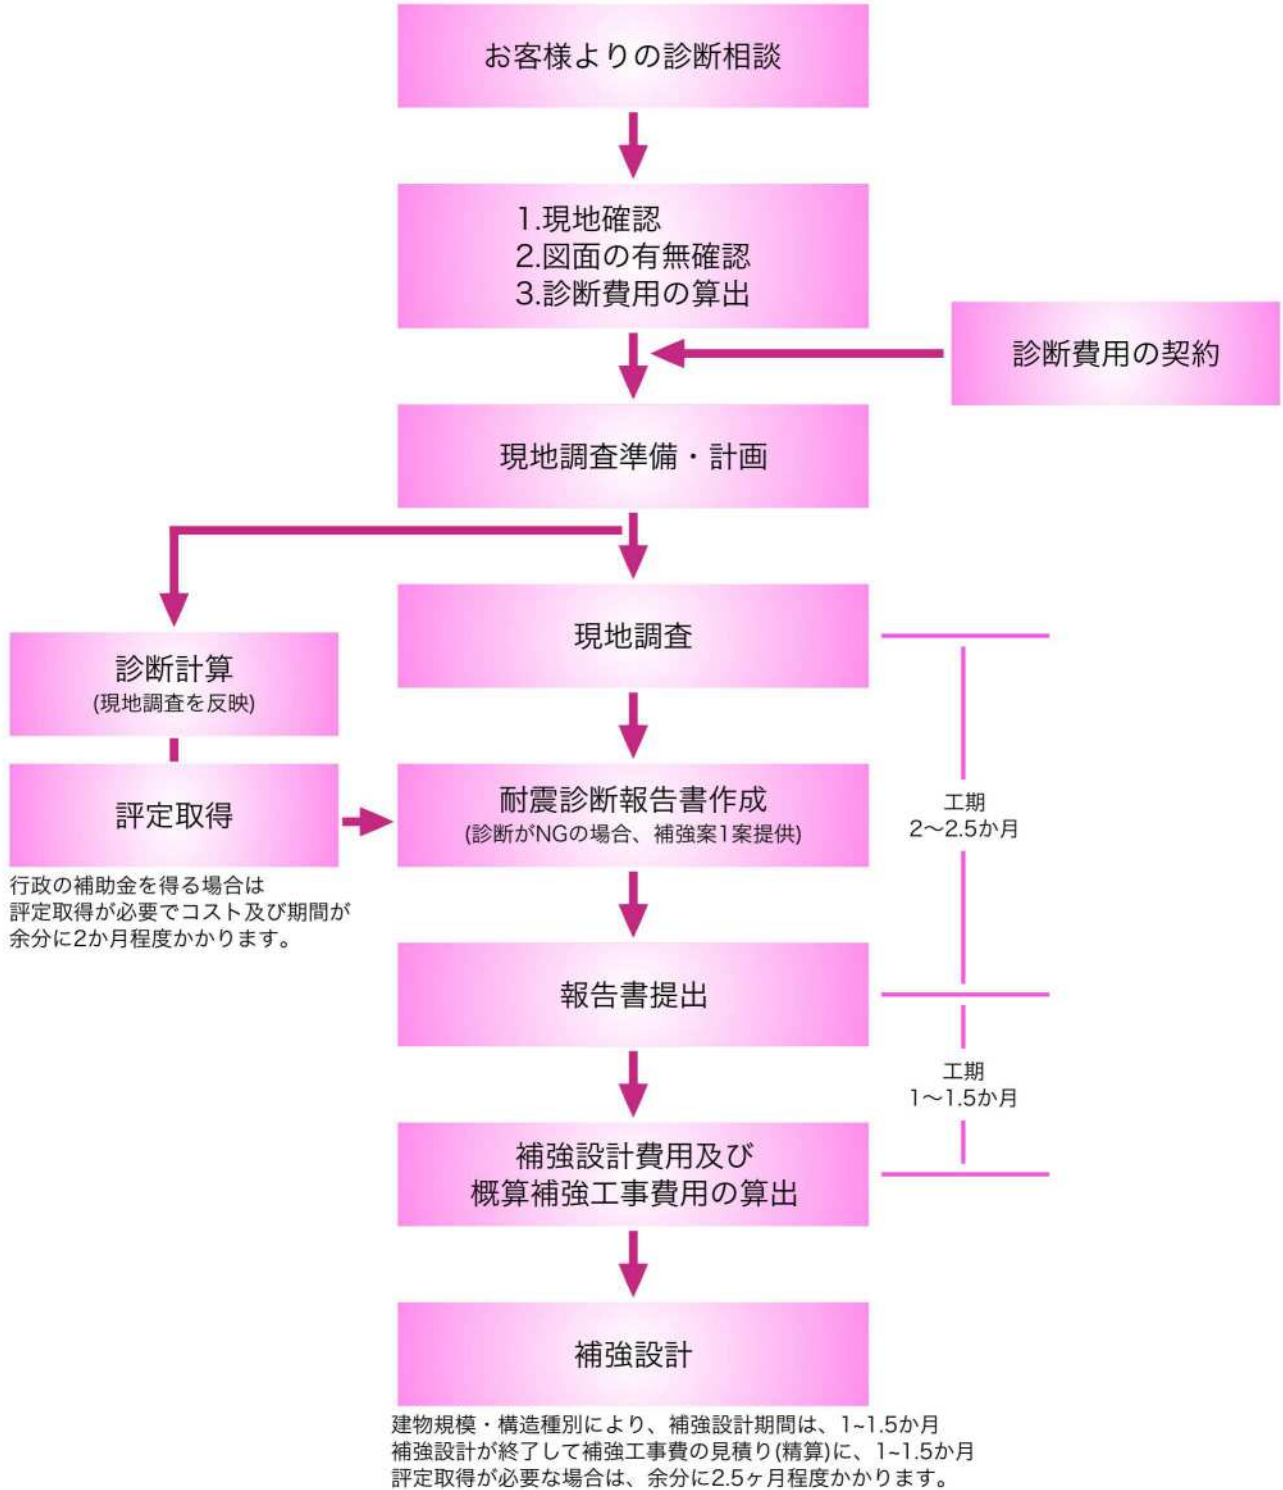 お客様よりの診断相談
1.現地確認
2.図面の有無確認
3.診断費用の算出
診断費用の契約
現地調査準備・計画
現地調査
診断計算
(現地調査を反映)
評定取得
行政の補助金を得る場合は
評定取得が必要でコスト及び期間が
余分に2か月程度かかります。
耐震診断報告書作成
(診断がNGの場合、補強案1案提供)
工期
2〜2.5か月
報告書提出
工期
1〜1.5か月
補強設計費用及び
概算補強工事費用の算出
補強設計
建物規模・構造種別により、補強設計期間は、1~1.5か月
補強設計が終了して補強工事費の見積り(精算)に、1~1.5か月
評定取得が必要な場合は、余分に2.5ヶ月程度かかります。